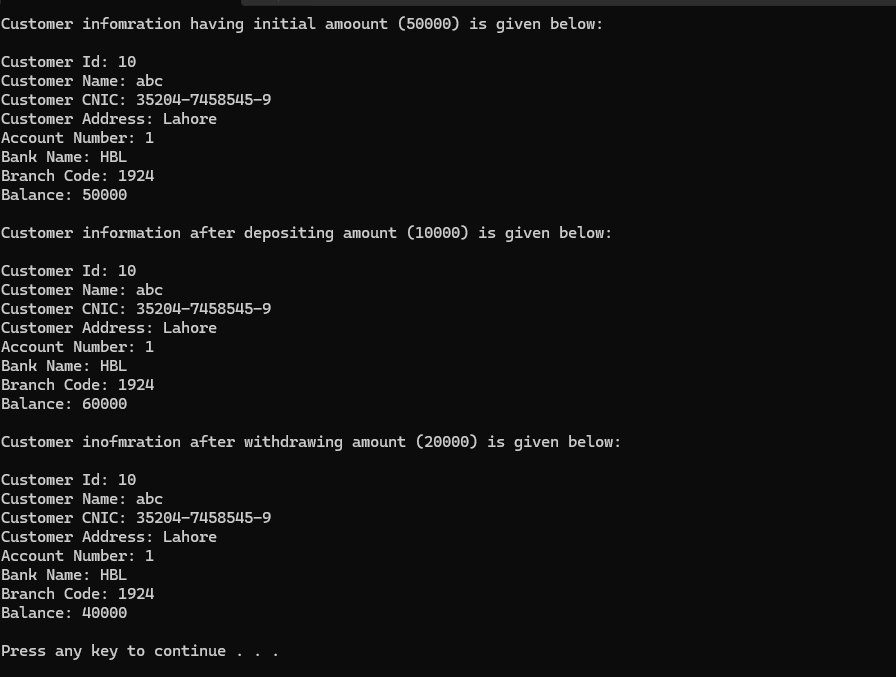 Customer infomration having initial amoount (50000) is given below:
Customer Id: 10
Customer Name: abc
Customer CNIC: 35204-7458545-9
Customer Address: Lahore
Account Number: 1
Bank Name: HBL
Branch Code: 1924
Balance: 50000
Customer information after depositing amount (10000) is given below:
Customer Id: 10
Customer Name: abc
Customer CNIC: 35204-7458545-9
Customer Address: Lahore
Account Number: 1
Bank Name: HBL
Branch Code: 1924
Balance: 60000
Customer inofmration after withdrawing amount (20000) is given below:
Customer Id: 10
Customer Name: abc
Customer CNIC: 35204-7458545-9
Customer Address: Lahore
Account Number: 1
Bank Name: HBL
Branch Code: 1924
Balance: 40000
Press any key to continue . . .